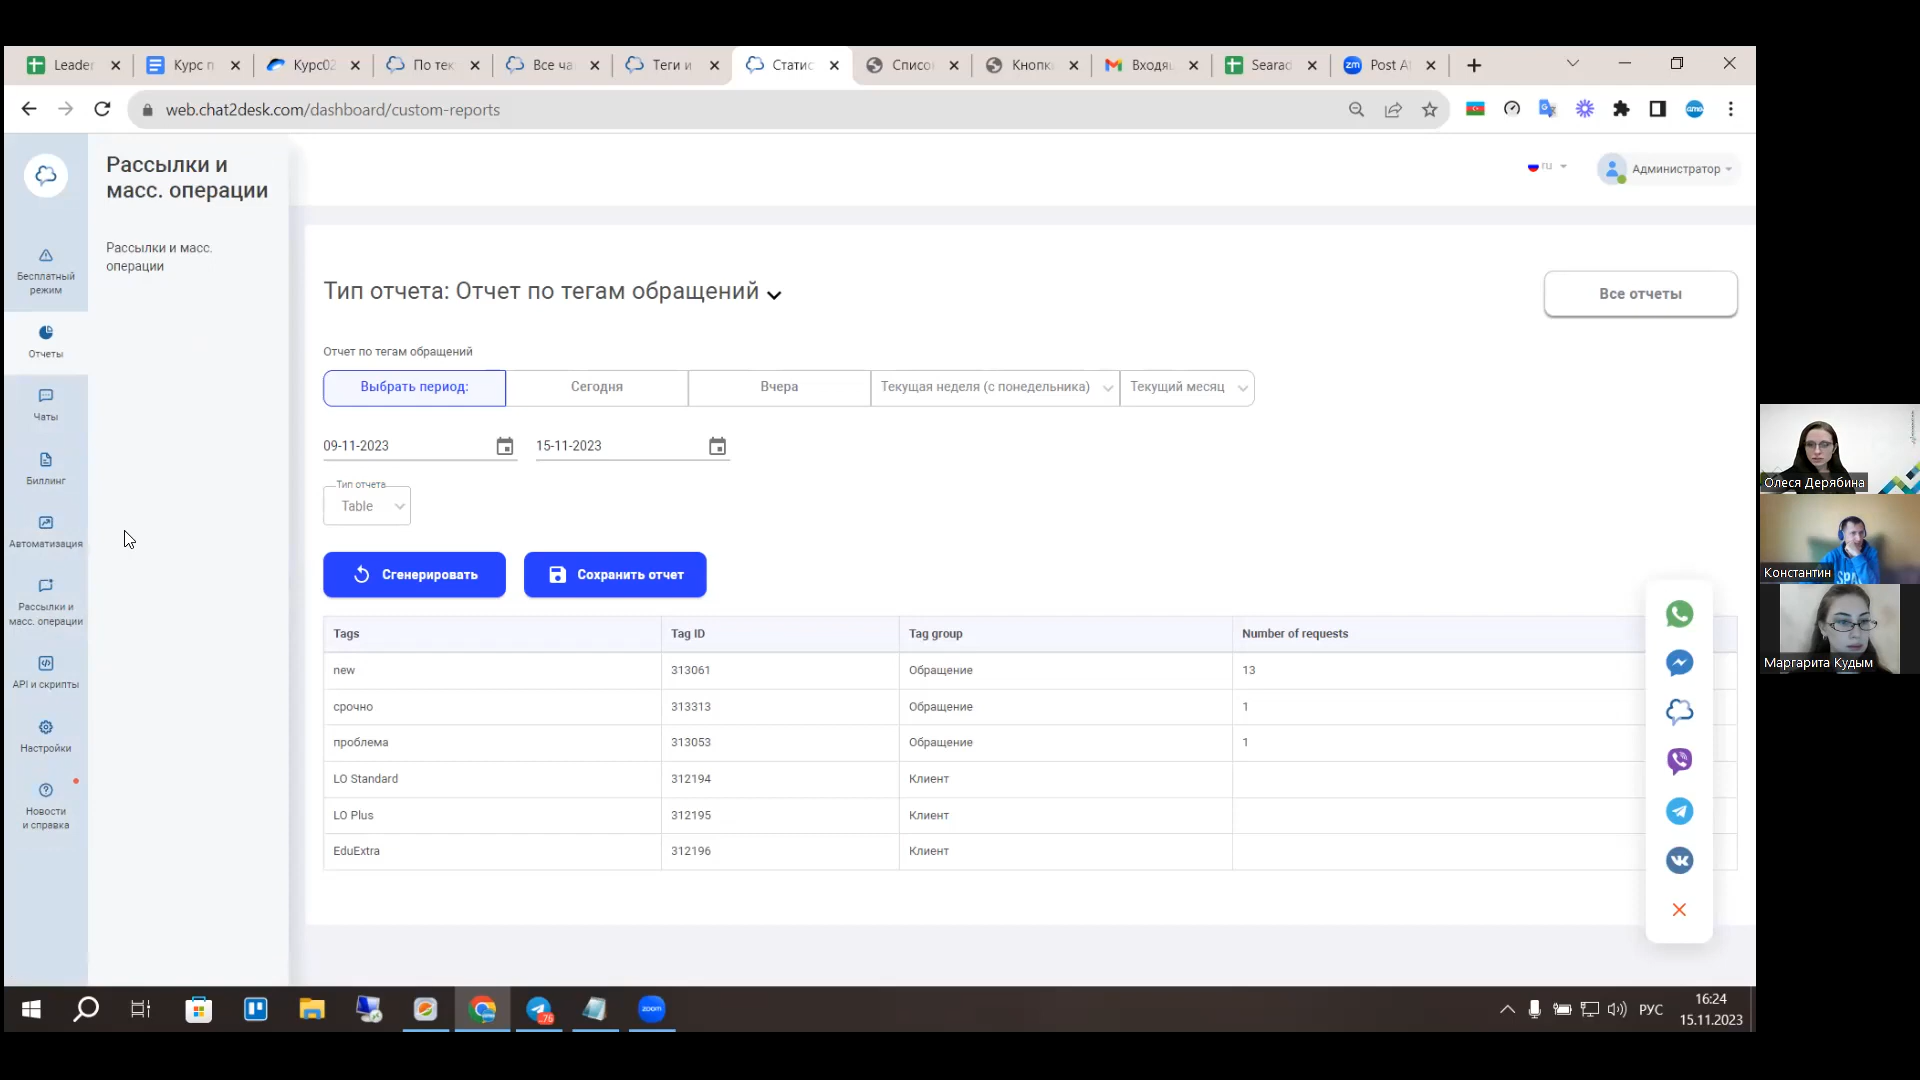 Leader
Курс п
Курс02
По тек
Все ча
Теги и
Статис
Списо
Кнопк
Входящ
Searad
zm
Post A
web.chat2desk.com/dashboard/custom-reports
Рассылки и
масс. операции
Рассылки и масс.
операции
ru
Администратор
Бесплатный
режим
Отчеты
Чаты
Биллинг
Автоматизация
Рассылки и
масс. операции
API и скрипты
Настройки
Новости
и справка
Тип отчета: Отчет по тегам обращений
Все отчеты
Отчет по тегам обращений
Выбрать период:
Сегодня
Вчера
Текущая неделя (с понедельника)
Текущий месяц
09-11-2023
15-11-2023
Тип отчета
Table
Сгенерировать
Сохранить отчет
Tags
Tag ID
Tag group
Number of requests
new
313061
Обращение
13
срочно
313313
Обращение
1
проблема
313053
Обращение
1
LO Standard
312194
Клиент
LO Plus
312195
Клиент
EduExtra
312196
Клиент
Олеся Дерябина
Константин
Маргарита Кудым
76
zoom
РУС
16:24
15.11.2023